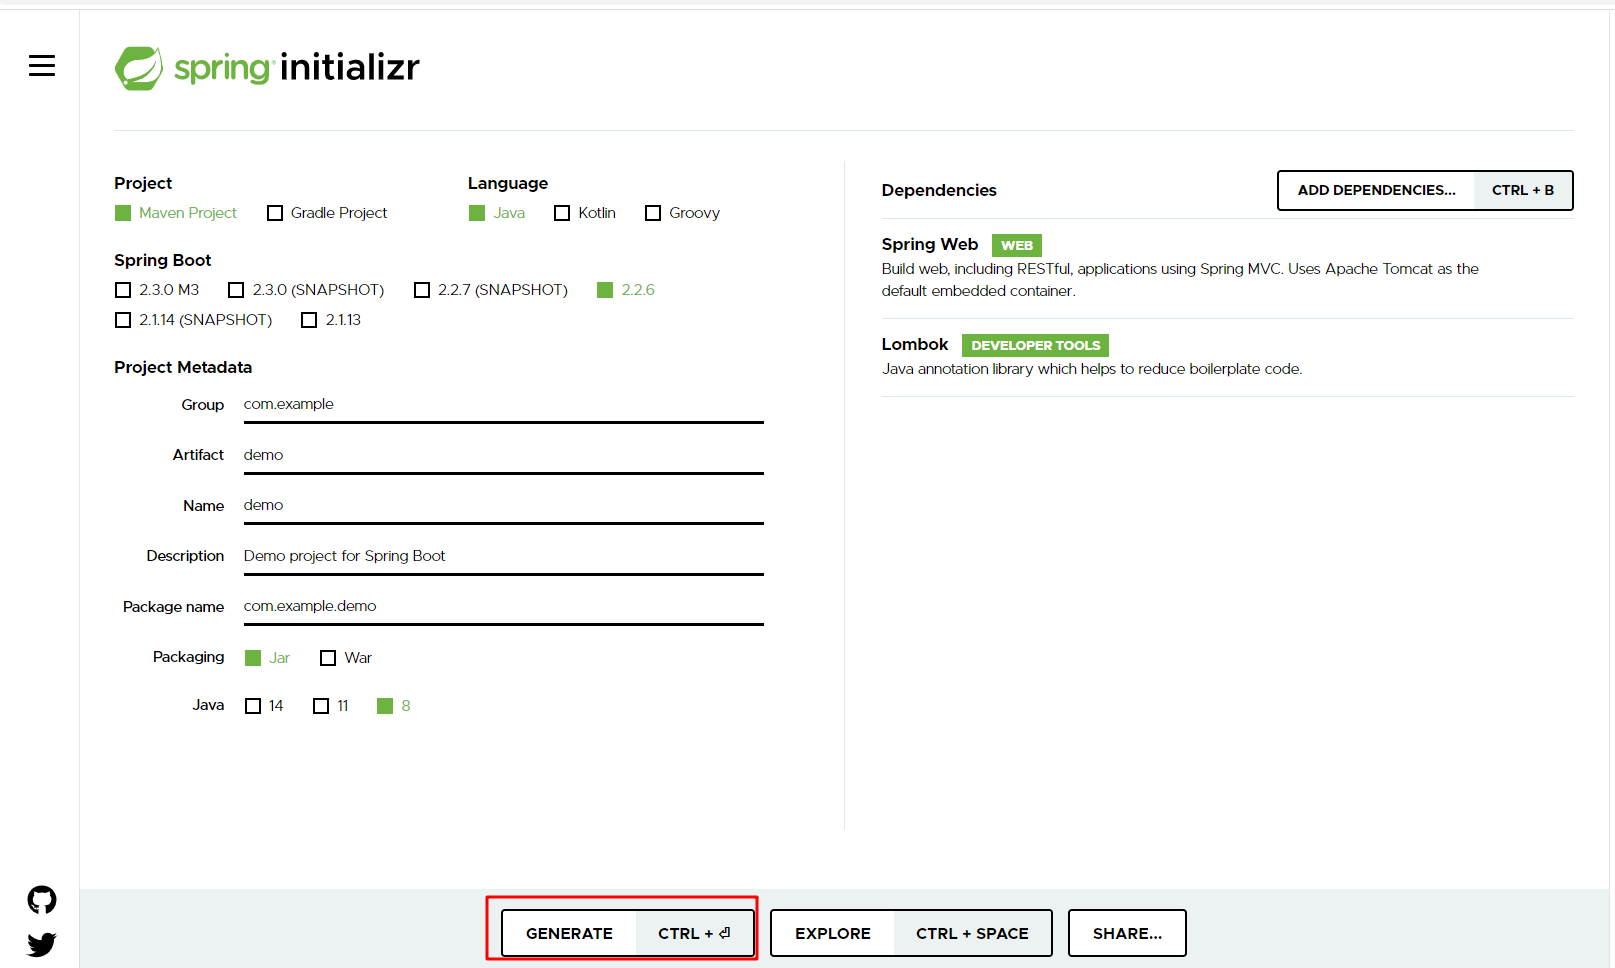 spring initializr
Project
Maven Project Gradle Project
Language
Java Kotlin Groovy
Spring Boot
2.3.0 M3 2.3.0 (SNAPSHOT) 2.2.7 (SNAPSHOT) 2.2.6
2.1.14 (SNAPSHOT) 2.1.13
Project Metadata
Group com.example
Artifact demo
Name demo
Description Demo project for Spring Boot
Package name com.example.demo
Packaging Jar War
Java 14 11 8
Dependencies
ADD DEPENDENCIES... CTRL + B
Spring Web WEB
Build web, including RESTful, applications using Spring MVC. Uses Apache Tomcat as the
default embedded container.
Lombok DEVELOPER TOOLS
Java annotation library which helps to reduce boilerplate code.
GENERATE CTRL + ⏎
EXPLORE CTRL + SPACE
SHARE...